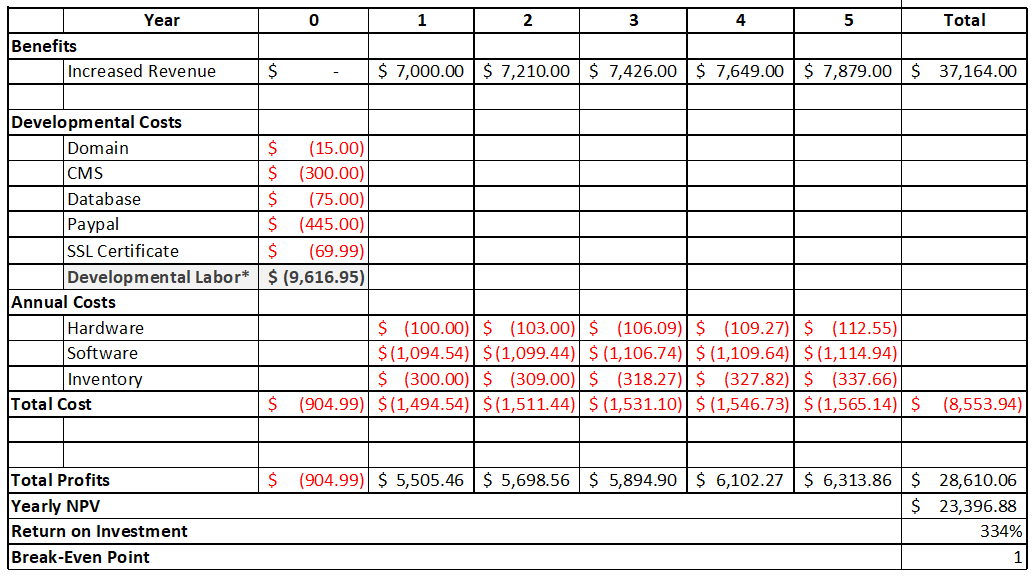 Year 0 1 2 3 4 5 Total
Benefits
Increased Revenue $ - $ 7,000.00 $ 7,210.00 $ 7,426.00 $ 7,649.00 $ 7,879.00 $ 37,164.00
Developmental Costs
Domain $ (15.00)
CMS $ (300.00)
Database $ (75.00)
Paypal $ (445.00)
SSL Certificate $ (69.99)
Developmental Labor* $ (9,616.95)
Annual Costs
Hardware $ (100.00) $ (103.00) $ (106.09) $ (109.27) $ (112.55)
Software $ (1,094.54) $ (1,099.44) $ (1,106.74) $ (1,109.64) $ (1,114.94)
Inventory $ (300.00) $ (309.00) $ (318.27) $ (327.82) $ (337.66)
Total Cost $ (904.99) $ (1,494.54) $ (1,511.44) $ (1,531.10) $ (1,546.73) $ (1,565.14) $ (8,553.94)
Total Profits $ (904.99) $ 5,505.46 $ 5,698.56 $ 5,894.90 $ 6,102.27 $ 6,313.86 $ 28,610.06
Yearly NPV $ 23,396.88
Return on Investment 334%
Break-Even Point 1